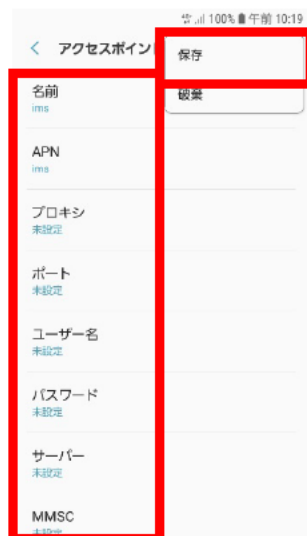 100% 午前 10:19
アクセスポイン
保存
破棄
名前
ims
APN
ims
プロキシ
未設定
ポート
未設定
ユーザー名
未設定
パスワード
未設定
サーバー
未設定
MMSC
未設定